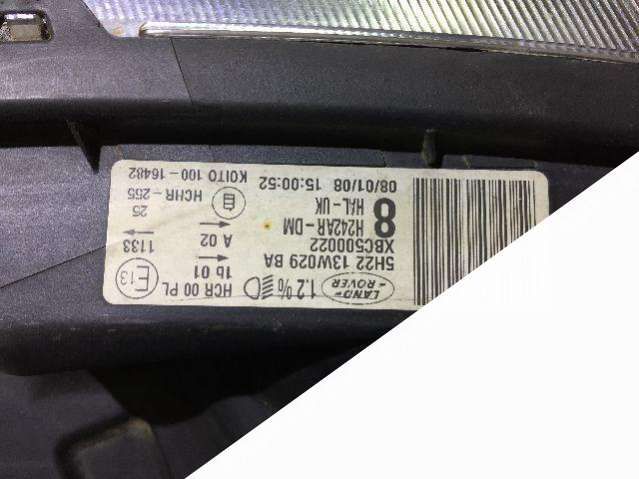 LAND-
-ROVER
1.2%
HCR 00 PL
E13
5H22 13W029 BA
1b 01
XBC500022
A 02
1133
8
H242AR-DM
HAL-UK
25
HCHR-255
08/01/08 15:00:52
KOITO 100-16482